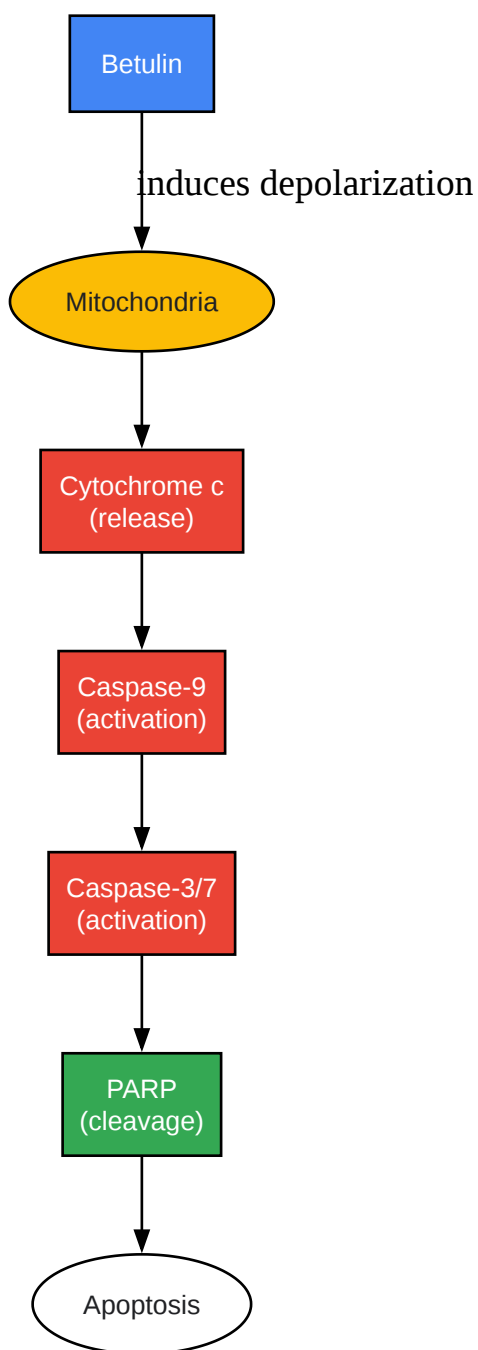 Betulin
induces depolarization
Mitochondria
Cytochrome c
(release)
Caspase-9
(activation)
Caspase-3/7
(activation)
PARP
(cleavage)
Apoptosis